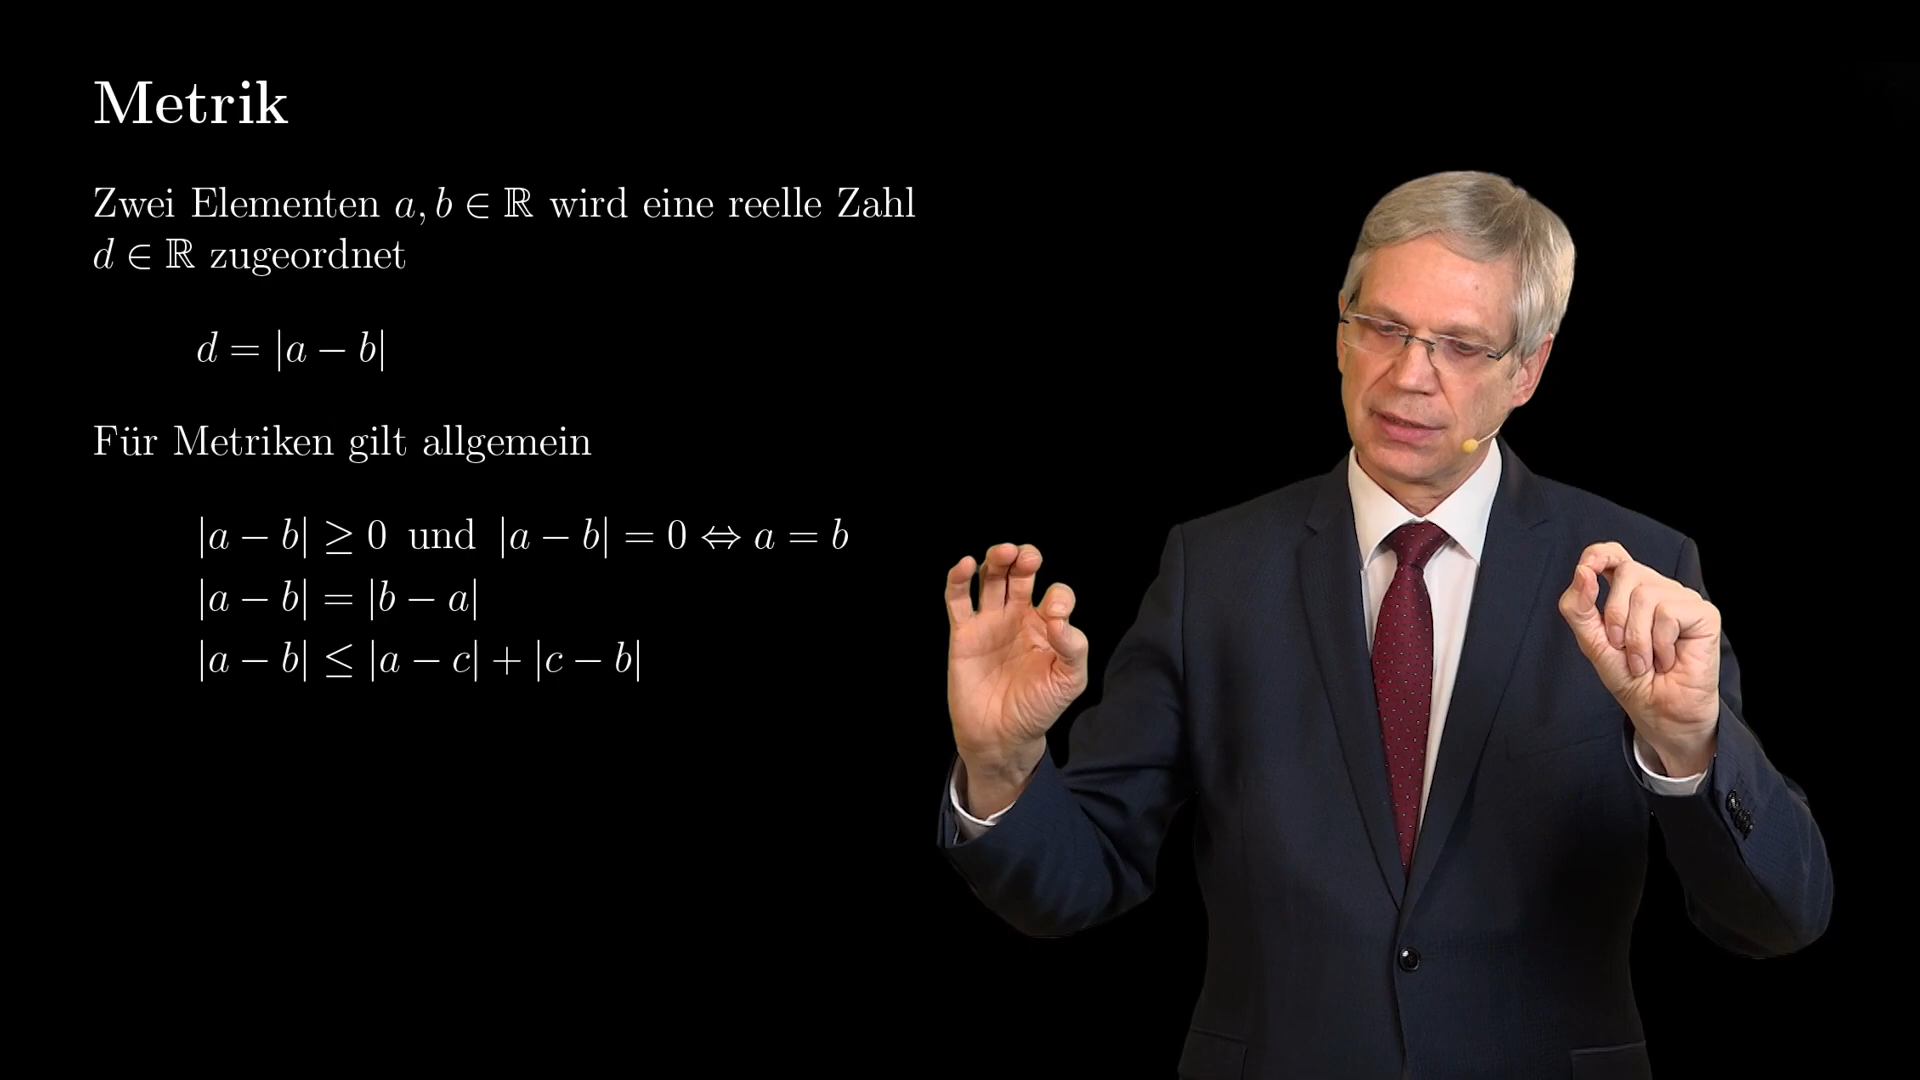 Metrik
Zwei Elementen a, b ∈ ℝ wird eine reelle Zahl
d ∈ ℝ zugeordnet
d = |a − b|
Für Metriken gilt allgemein
|a − b| ≥ 0 und |a − b| = 0 ⇔ a = b
|a − b| = |b − a|
|a − b| ≤ |a − c| + |c − b|